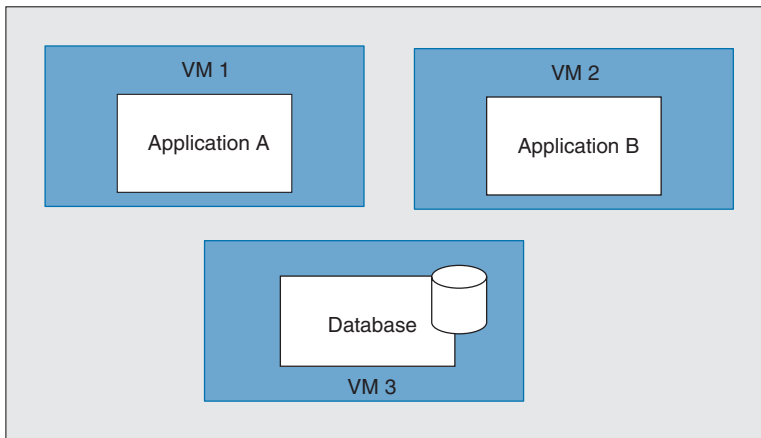 VM 1
Application A
VM 2
Application B
Database
VM 3